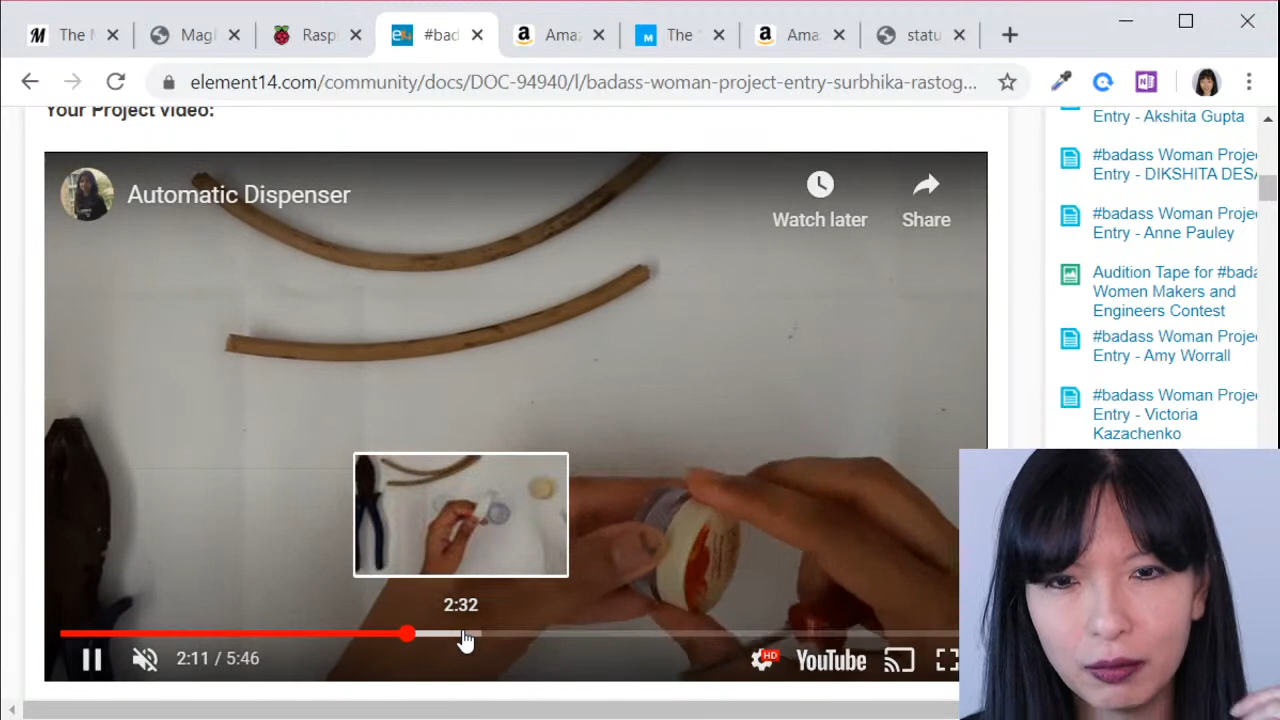 The M
Magl
Rasp
#bad
Ama
The
Ama
statu
element14.com/community/docs/DOC-94940/l/badass-woman-project-entry-surbhika-rastog...
Your Project video:
Automatic Dispenser
Watch later
Share
2:32
2:11 / 5:46
HD
YouTube
Entry - Akshita Gupta
#badass Woman Proje
Entry - DIKSHITA DESA
#badass Woman Proje
Entry - Anne Pauley
Audition Tape for #bada
Women Makers and
Engineers Contest
#badass Woman Proje
Entry - Amy Worrall
#badass Woman Proje
Entry - Victoria
Kazachenko